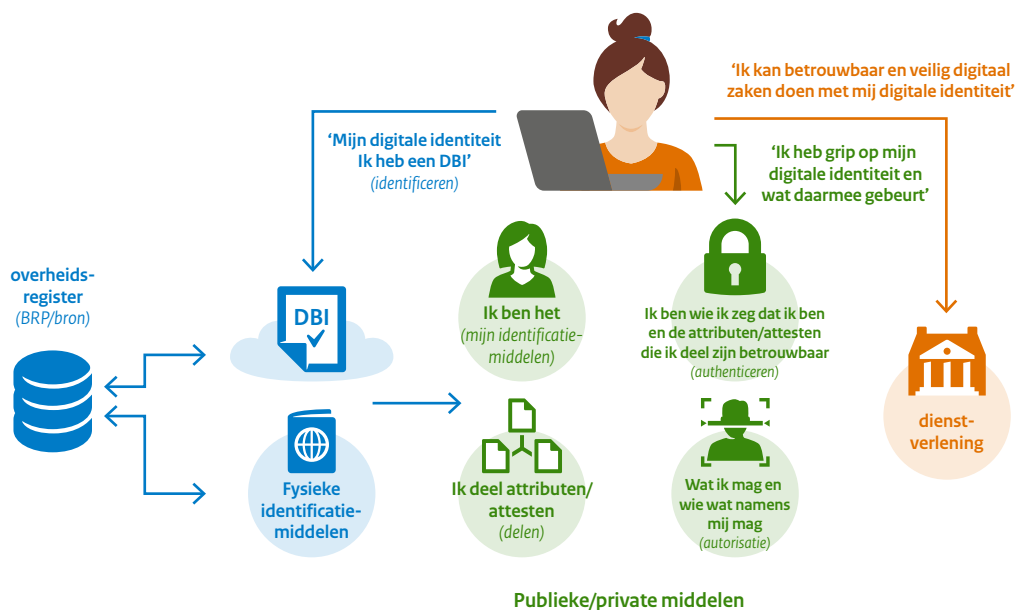 ‘Ik kan betrouwbaar en veilig digitaal
zaken doen met mij digitale identiteit’
‘Mijn digitale identiteit
Ik heb een DBI’
(identificeren)
‘Ik heb grip op mijn
digitale identiteit en
wat daarmee gebeurt’
overheids-
register
(BRP/bron)
DBI
Ik ben het
(mijn identificatie-
middelen)
Ik ben wie ik zeg dat ik ben
en de attributen/attesten
die ik deel zijn betrouwbaar
(authenticeren)
dienst-
verlening
Fysieke
identificatie-
middelen
Ik deel attributen/
attesten
(delen)
Wat ik mag en
wie wat namens
mij mag
(autorisatie)
Publieke/private middelen